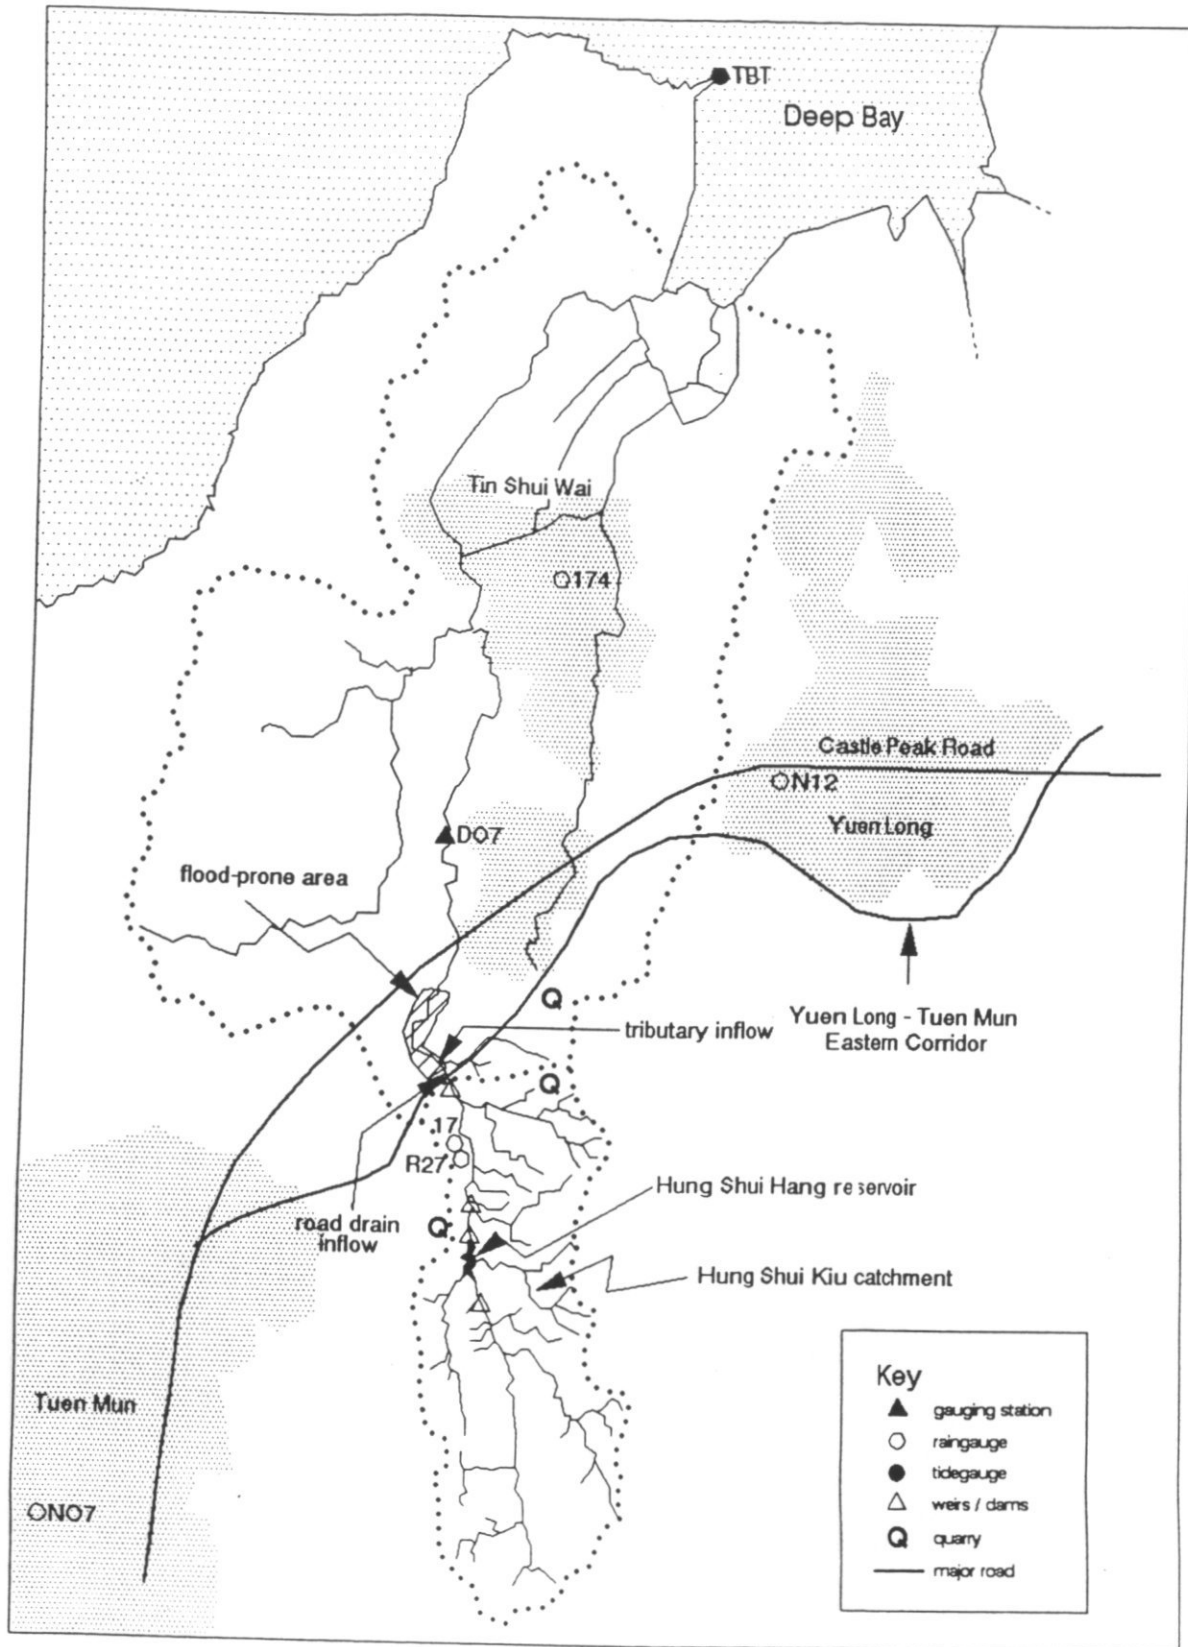 TBT
Deep Bay
Tin Shui Wai
174
Castle Peak Road
N12
Yuen Long
DO7
flood-prone area
Q
tributary inflow
Yuen Long - Tuen Mun
Eastern Corridor
Q
17
R27
Hung Shui Hang reservoir
road drain
inflow
Q
Hung Shui Kiu catchment
Tuen Mun
NO7
Key
gauging station
raingauge
tidegauge
weirs / dams
Q quarry
major road